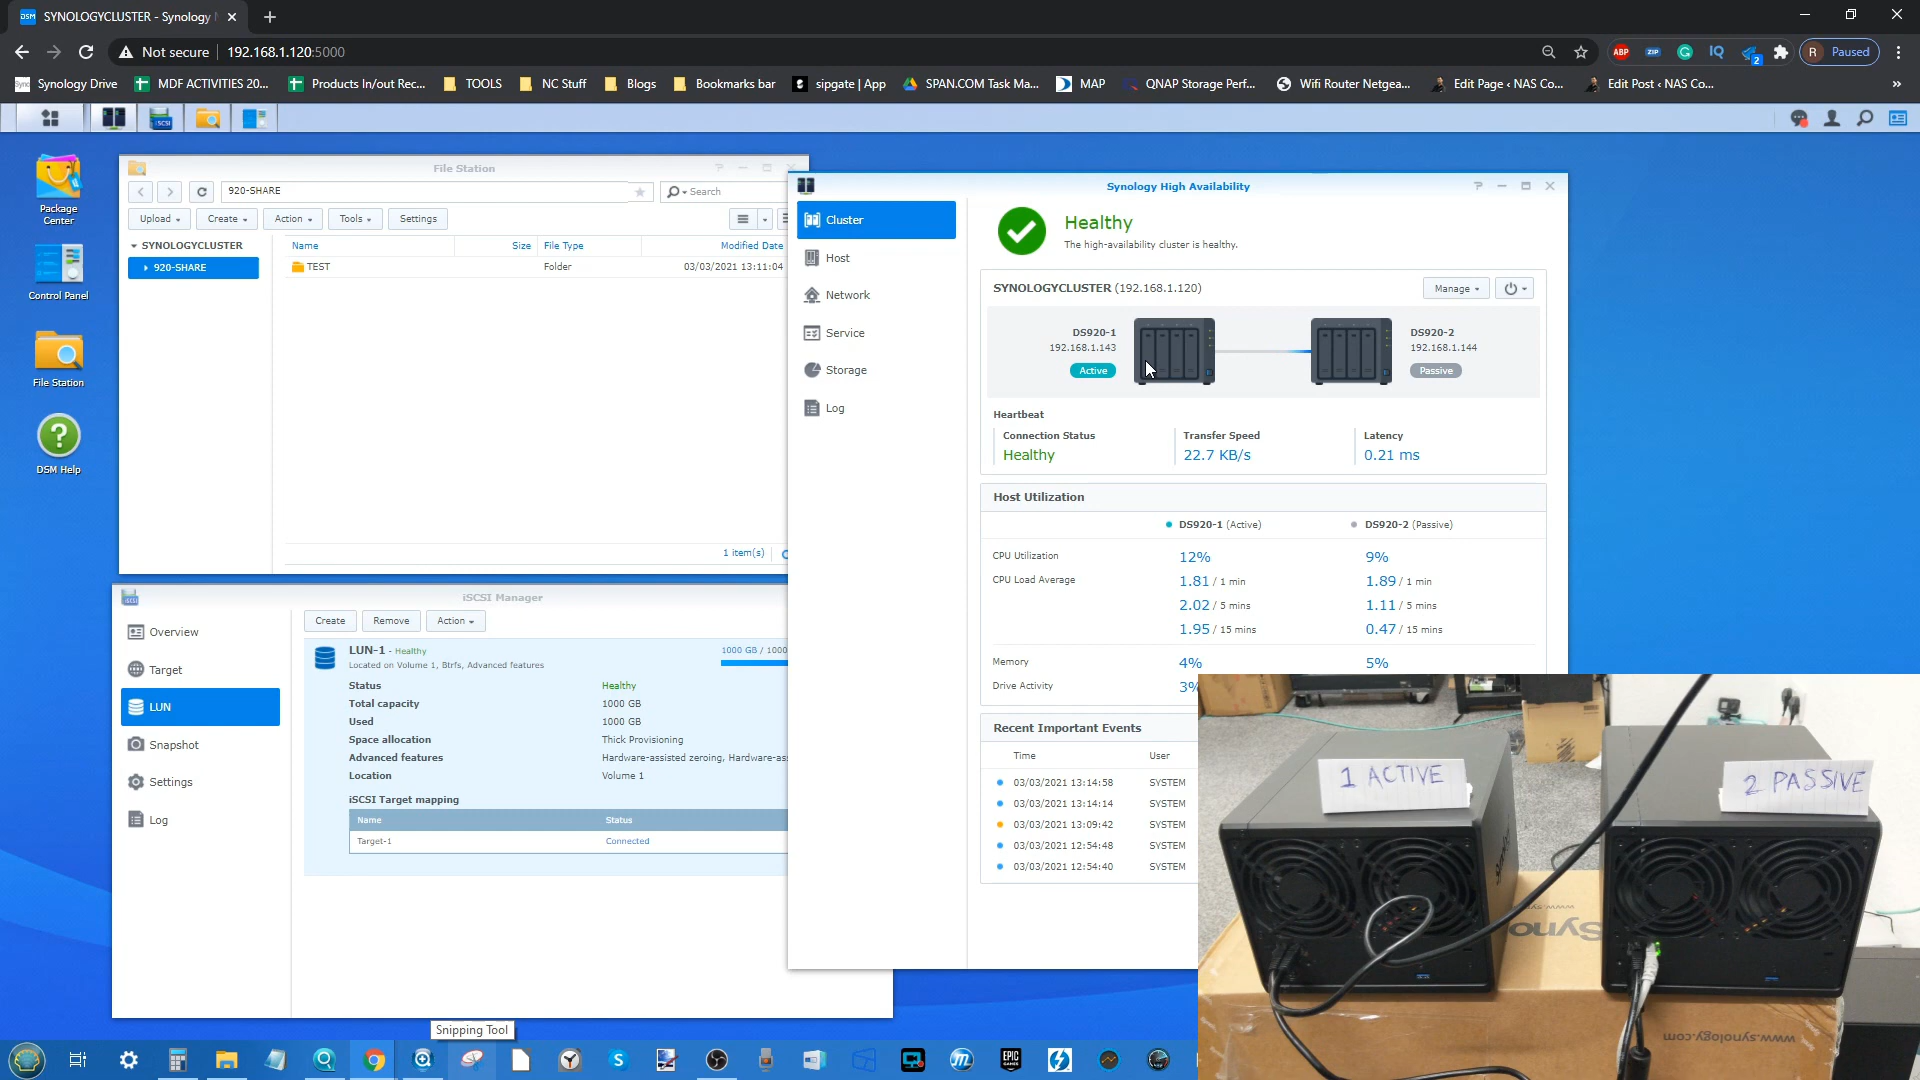 SYNOLOGYCLUSTER - Synology
Not secure 192.168.1.120:5000
ABP ZIP IQ 2 R Paused
Synology Drive MDF ACTIVITIES 20... Products In/out Rec... TOOLS NC Stuff Blogs Bookmarks bar sipgate | App SPAN.COM Task Ma... MAP QNAP Storage Perf... Wifi Router Netgea... Edit Page ‹ NAS Co... Edit Post ‹ NAS Co... »
Package
Center
Control Panel
File Station
DSM Help
File Station
920-SHARE
Search
Upload Create Action Tools Settings
SYNOLOGYCLUSTER
920-SHARE
Name Size File Type Modified Date
TEST Folder 03/03/2021 13:11:04
1 item(s)
iSCSI Manager
Overview
Target
LUN
Snapshot
Settings
Log
Create Remove Action
LUN-1 - Healthy
Located on Volume 1, Btrfs, Advanced features
1000 GB / 1000
Status Healthy
Total capacity 1000 GB
Used 1000 GB
Space allocation Thick Provisioning
Advanced features Hardware-assisted zeroing, Hardware-as
Location Volume 1
iSCSI Target mapping
Name Status
Target-1 Connected
Synology High Availability
Cluster
Host
Network
Service
Storage
Log
Healthy
The high-availability cluster is healthy.
SYNOLOGYCLUSTER (192.168.1.120)
Manage
DS920-1
192.168.1.143
Active
DS920-2
192.168.1.144
Passive
Heartbeat
Connection Status Transfer Speed Latency
Healthy 22.7 KB/s 0.21 ms
Host Utilization
DS920-1 (Active) DS920-2 (Passive)
CPU Utilization 12% 9%
CPU Load Average 1.81 / 1 min 1.89 / 1 min
2.02 / 5 mins 1.11 / 5 mins
1.95 / 15 mins 0.47 / 15 mins
Memory 4% 5%
Drive Activity 3%
Recent Important Events
Time User
03/03/2021 13:14:58 SYSTEM
03/03/2021 13:14:14 SYSTEM
03/03/2021 13:09:42 SYSTEM
03/03/2021 12:54:48 SYSTEM
03/03/2021 12:54:40 SYSTEM
1 ACTIVE
2 PASSIVE
www.synology.com
Snipping Tool
EPIC
GAMES